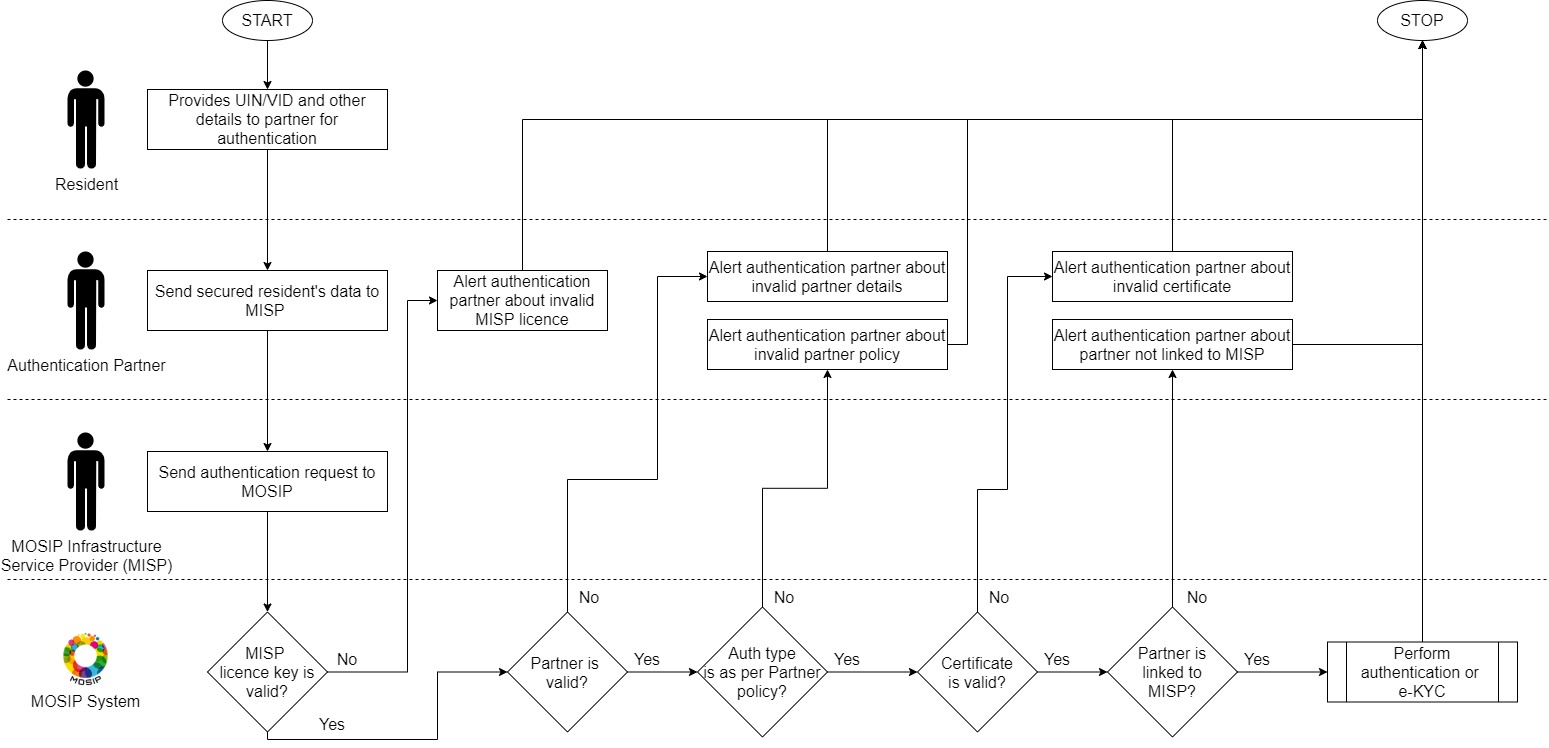 START
STOP
Provides UIN/VID and other
details to partner for
authentication
Resident
Send secured resident's data to
MISP
Alert authentication
partner about invalid
MISP licence
Alert authentication partner about
invalid partner details
Alert authentication partner about
invalid partner policy
Alert authentication partner about
invalid certificate
Alert authentication partner about
partner not linked to MISP
Authentication Partner
Send authentication request to
MOSIP
MOSIP Infrastructure
Service Provider (MISP)
MISP
licence key is
valid?
No
Yes
Partner is
valid?
No
Yes
Auth type
is as per Partner
policy?
No
Yes
Certificate
is valid?
No
Yes
Partner is
linked to
MISP?
No
Yes
Perform
authentication or
e-KYC
MOSIP
MOSIP System